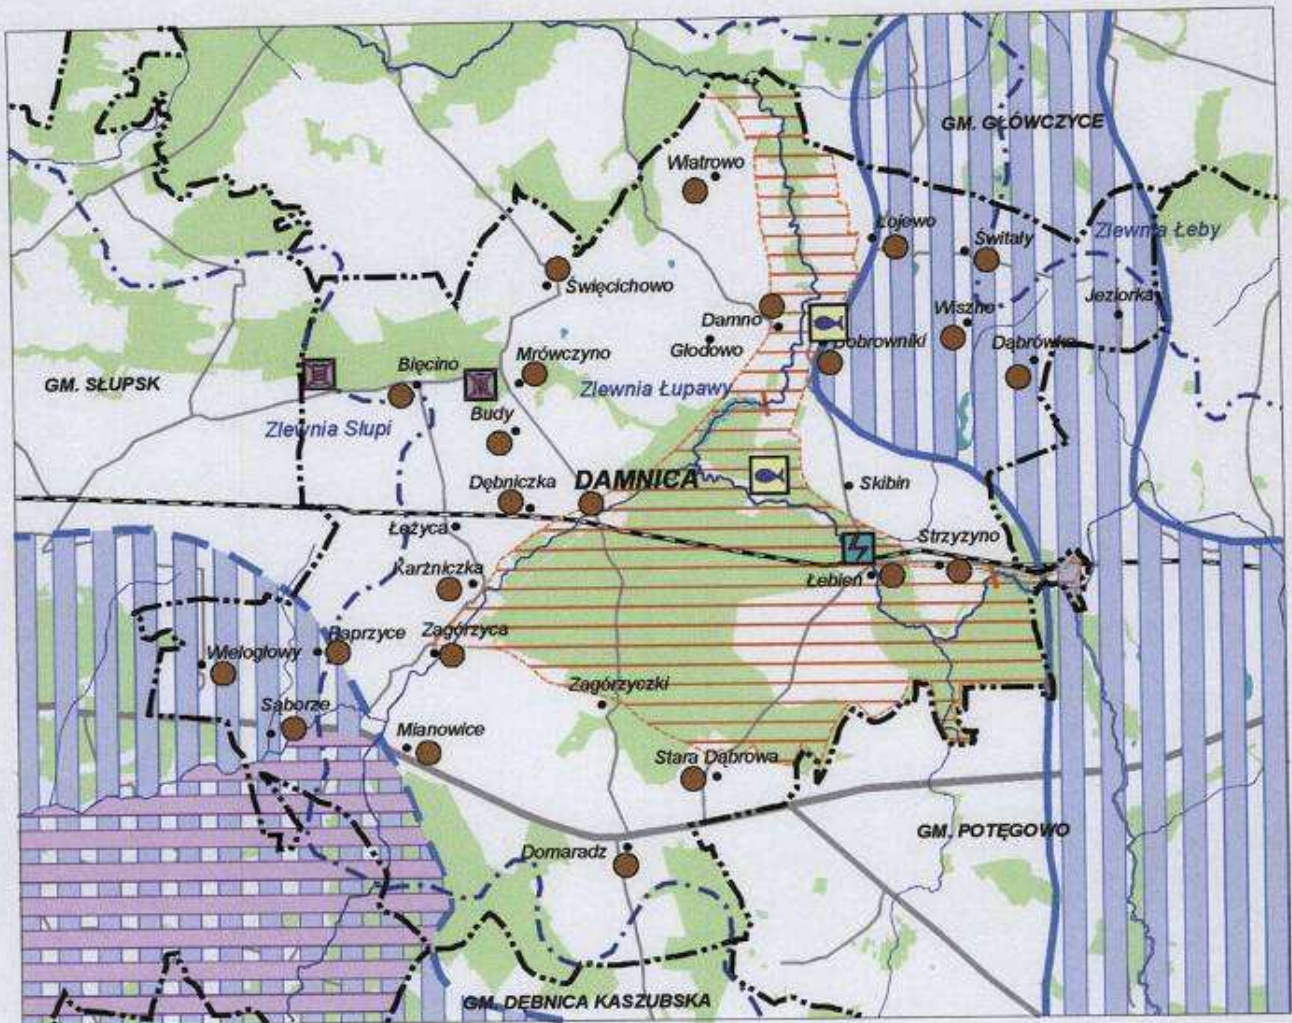 GM. GŁÓWCZYCE
Wiatrowo
Łojewo
Świtały
Zlewnia Łeby
Święcichowo
Jeziorka
Wiszno
Damno
Głodowo
Dobrowniki
Dąbrówka
Mrówczyno
Bięcino
GM. SŁUPSK
Zlewnia Łupawy
Budy
Zlewnia Słupi
DAMNICA
Dębniczka
Skibin
Łężyca
Strzyżyno
Karżniczka
Łebień
Zagórzyca
Paprzyce
Wielogłowy
Zagórzyczki
Sąborze
Mianowice
Stara Dąbrowa
GM. POTĘGOWO
Domaradz
GM. DĘBNICA KASZUBSKA